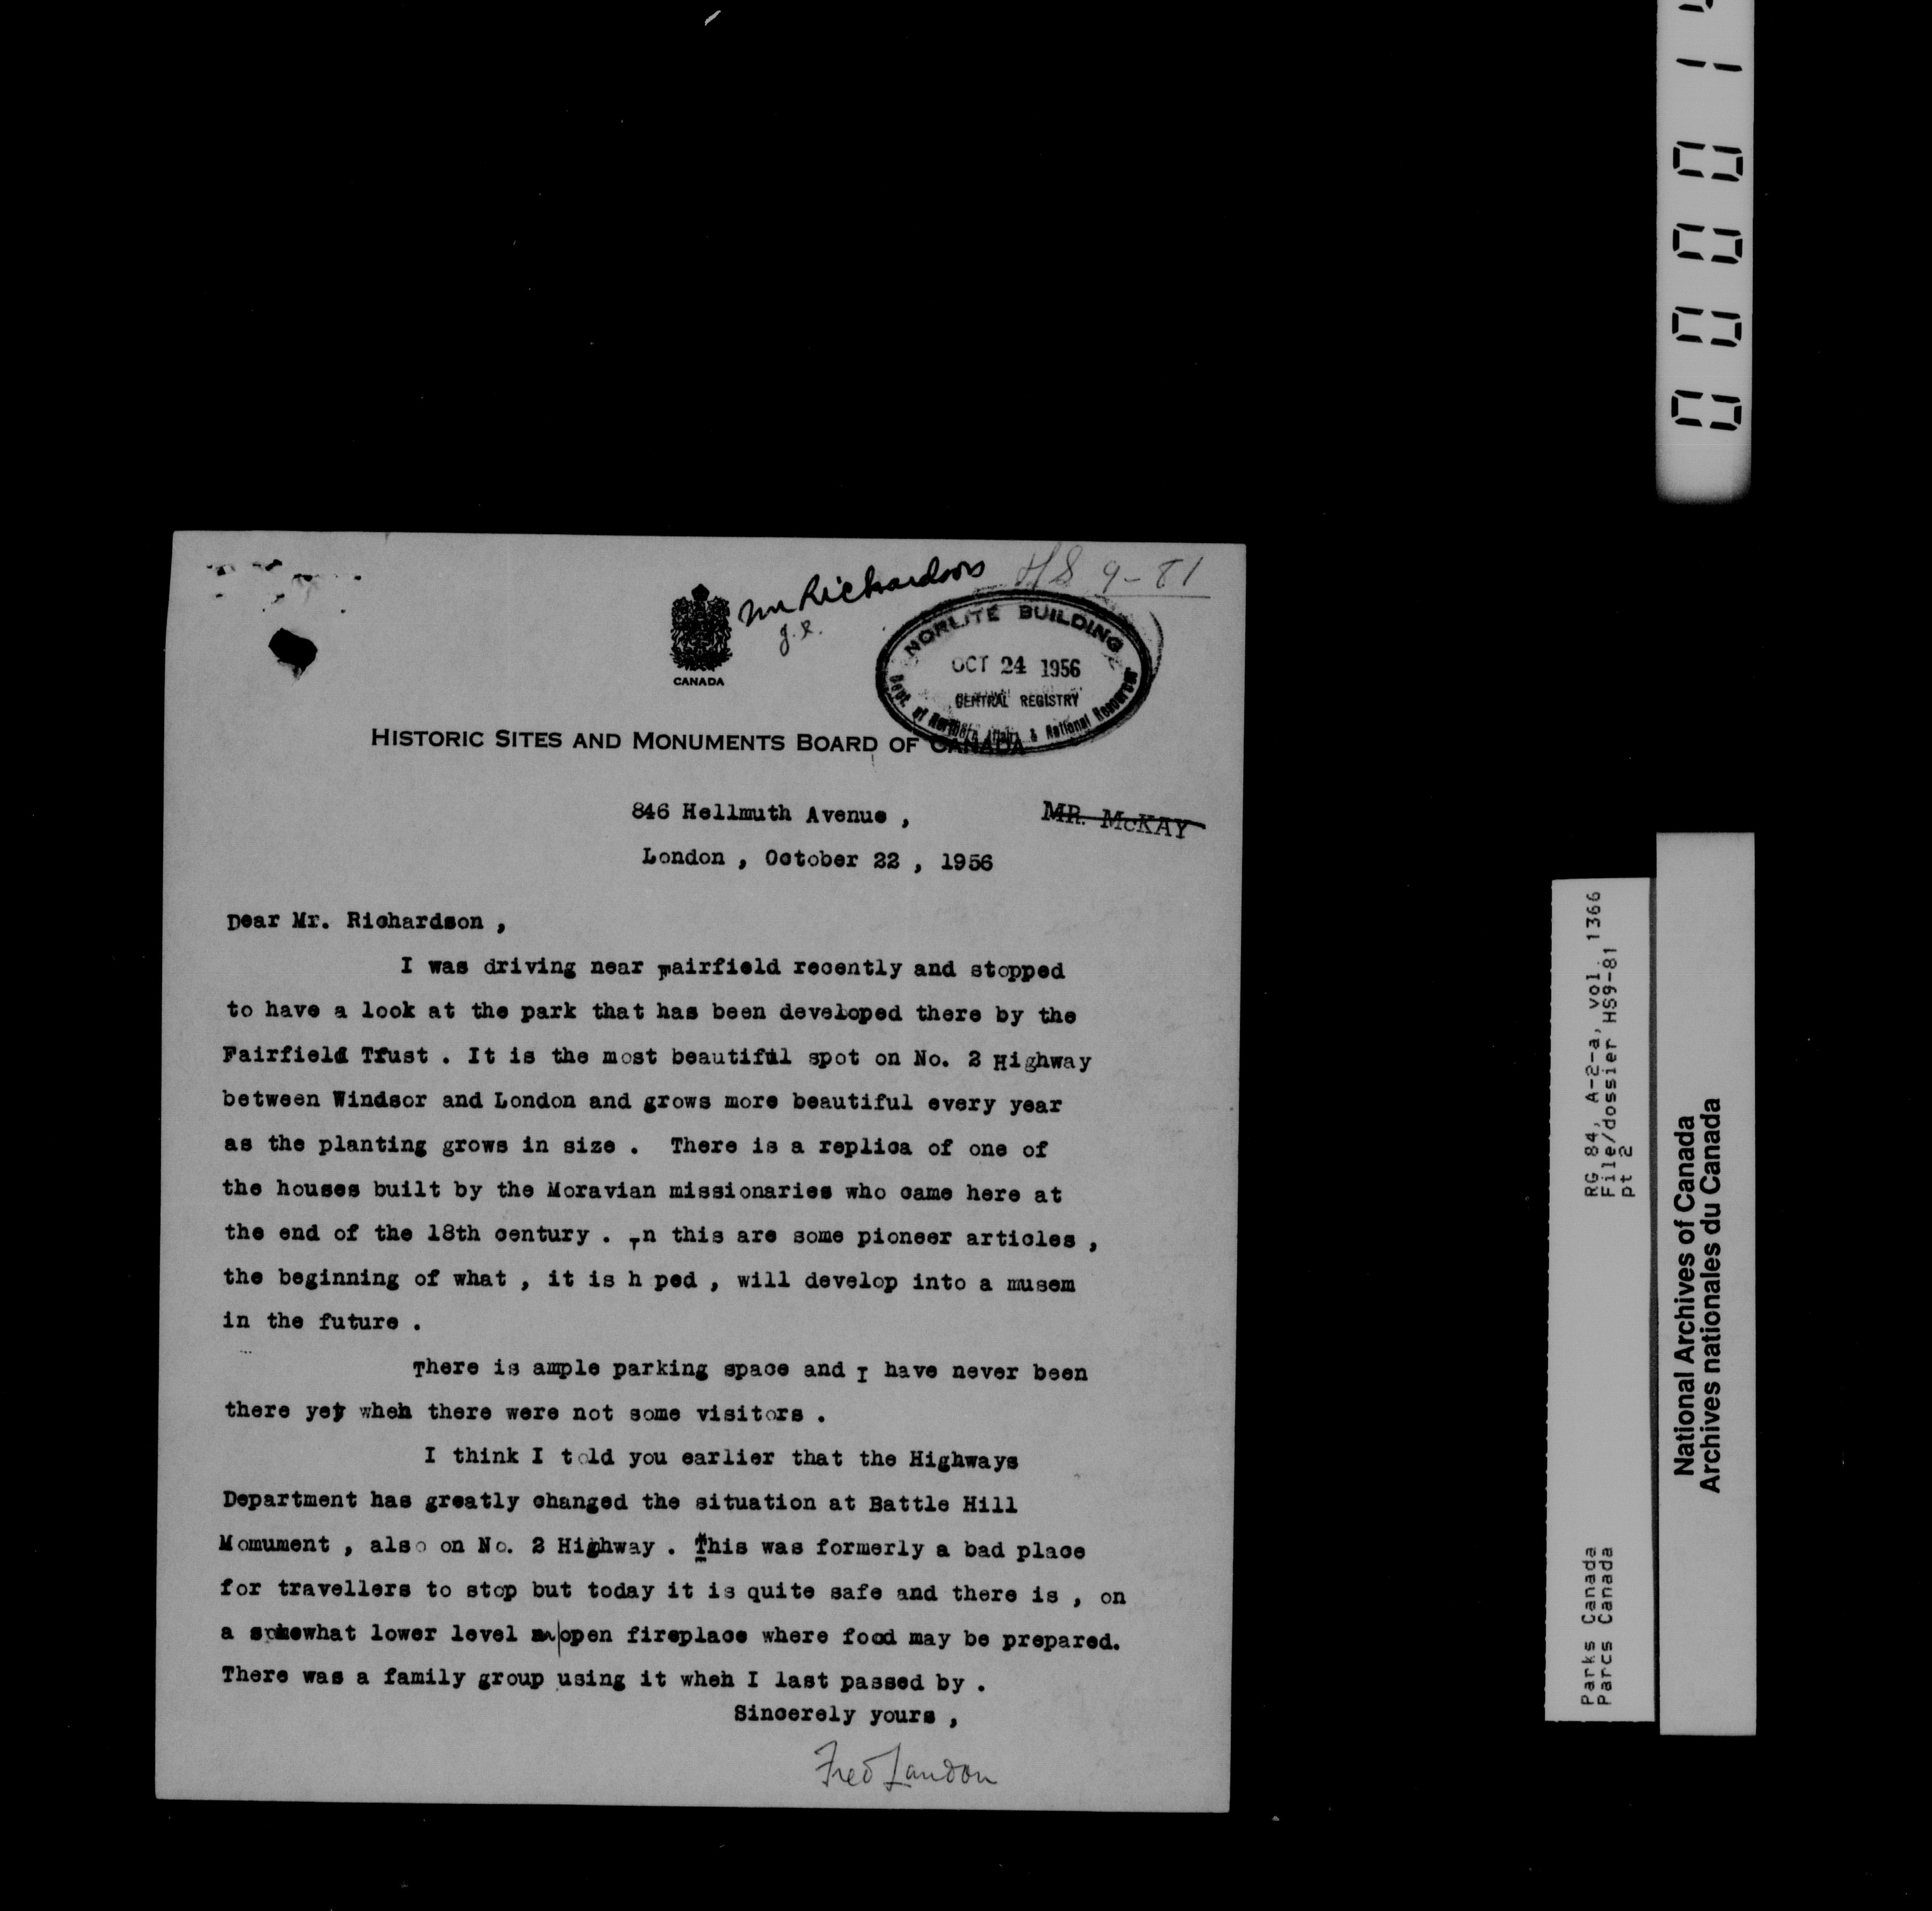 Mr Richardson
HS 9-81
J.R.
CANADA
NORLITE BUILDING
OCT 24 1956
CENTRAL REGISTRY
Dept. of Northern Affairs & National Resources
HISTORIC SITES AND MONUMENTS BOARD OF CANADA
846 Hellmuth Avenue ,
MR. McKAY
London , October 22 , 1956
Dear Mr. Richardson ,
I was driving near Fairfield recently and stopped
to have a look at the park that has been developed there by the
Fairfield Trust . It is the most beautiful spot on No. 2 Highway
between Windsor and London and grows more beautiful every year
as the planting grows in size . There is a replica of one of
the houses built by the Moravian missionaries who came here at
the end of the 18th century . In this are some pioneer articles ,
the beginning of what , it is h ped , will develop into a musem
in the future .
There is ample parking space and I have never been
there yet when there were not some visitors .
I think I told you earlier that the Highways
Department has greatly changed the situation at Battle Hill
Momument , also on No. 2 Highway . This was formerly a bad place
for travellers to stop but today it is quite safe and there is , on
a somewhat lower level an open fireplace where food may be prepared.
There was a family group using it when I last passed by .
Sincerely yours ,
Fred Landon
RG 84, A-2-a, vol. 1366
File/dossier HS9-81
pt 2
Parks Canada
Parcs Canada
National Archives of Canada
Archives nationales du Canada